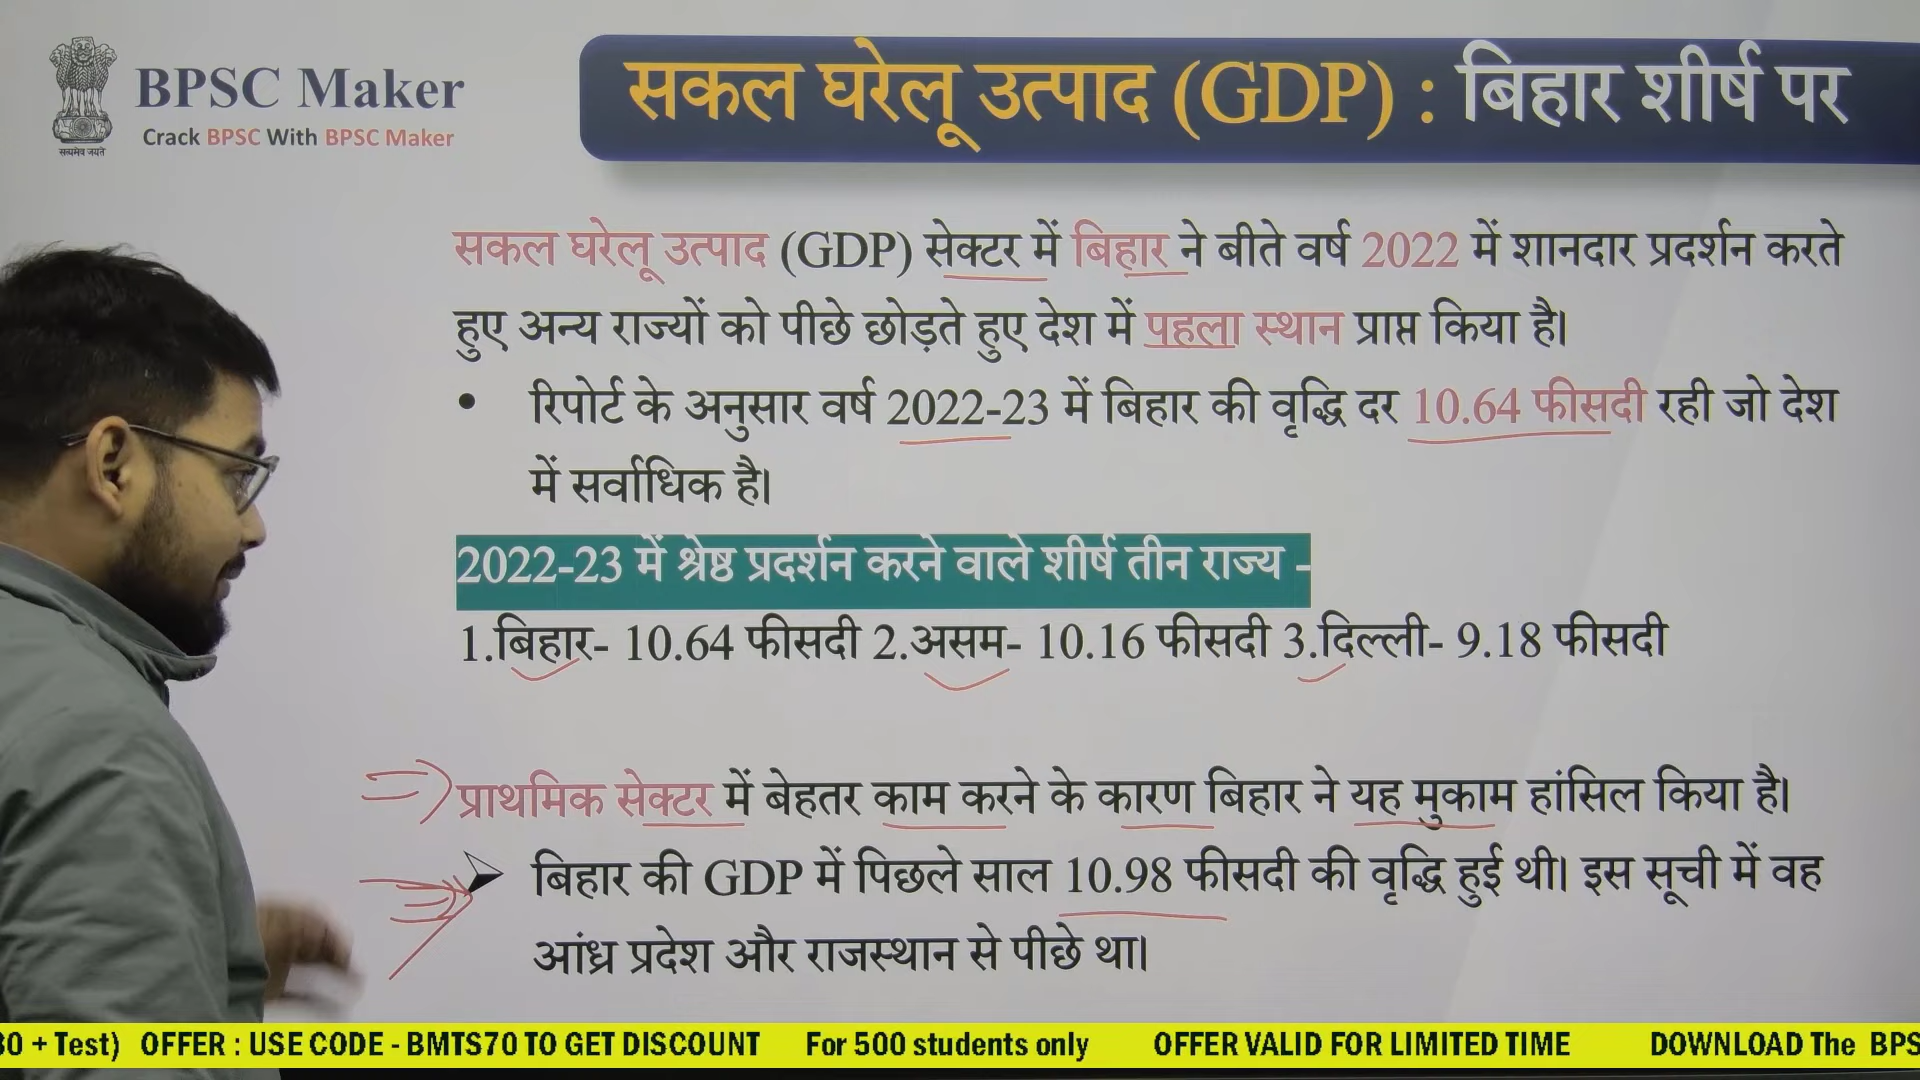 BPSC Maker
Crack BPSC With BPSC Maker
सत्यमेव जयते
सकल घरेलू उत्पाद (GDP) : बिहार शीर्ष पर
सकल घरेलू उत्पाद (GDP) सेक्टर में बिहार ने बीते वर्ष 2022 में शानदार प्रदर्शन करते
हुए अन्य राज्यों को पीछे छोड़ते हुए देश में पहला स्थान प्राप्त किया है।
• रिपोर्ट के अनुसार वर्ष 2022-23 में बिहार की वृद्धि दर 10.64 फीसदी रही जो देश
में सर्वाधिक है।
2022-23 में श्रेष्ठ प्रदर्शन करने वाले शीर्ष तीन राज्य -
1.बिहार- 10.64 फीसदी 2.असम- 10.16 फीसदी 3.दिल्ली- 9.18 फीसदी
प्राथमिक सेक्टर में बेहतर काम करने के कारण बिहार ने यह मुकाम हांसिल किया है।
बिहार की GDP में पिछले साल 10.98 फीसदी की वृद्धि हुई थी। इस सूची में वह
आंध्र प्रदेश और राजस्थान से पीछे था।
30 + Test) OFFER : USE CODE - BMTS70 TO GET DISCOUNT For 500 students only OFFER VALID FOR LIMITED TIME DOWNLOAD The BPS